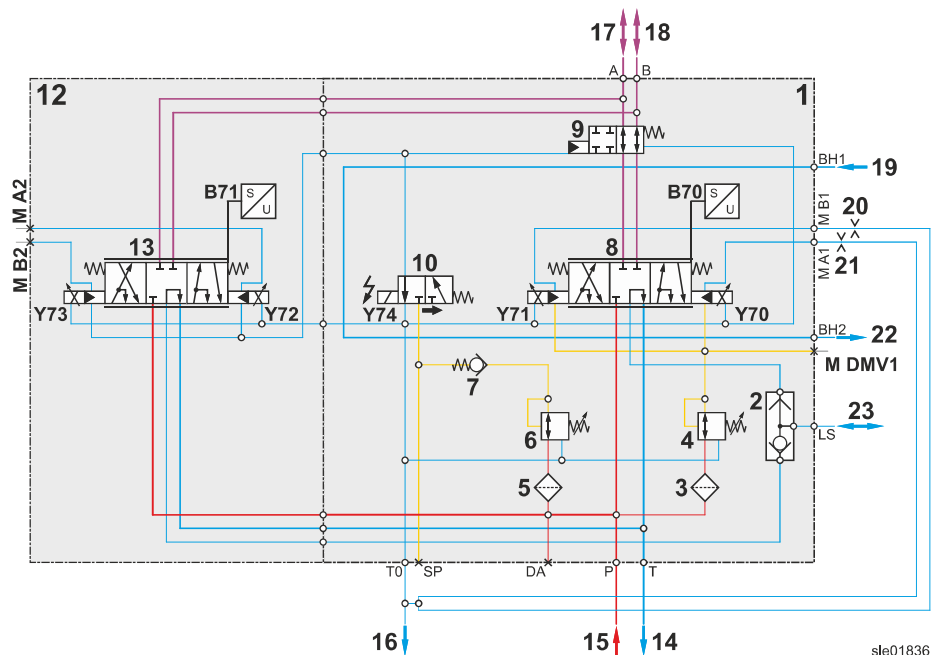 17 18
A B
12 1
9
BH1 19
B71 S U B70 S U
M A2 M B1 20
M B2 13 8 M A1 21
10
Y73 Y72 Y74 Y71 Y70
BH2 22
M DMV1
7
2
6 4 23
LS
5 3
T0 SP DA P T
16 15 14
sle01836